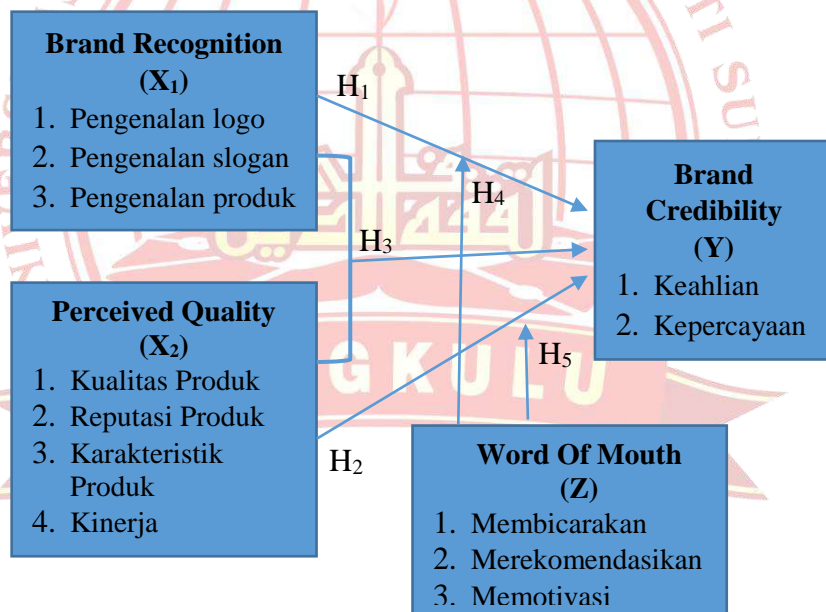 Brand Recognition
(X₁)
1. Pengenalan logo
2. Pengenalan slogan
3. Pengenalan produk
H₁
H₄
H₃
Brand
Credibility
(Y)
1. Keahlian
2. Kepercayaan
Perceived Quality
(X₂)
1. Kualitas Produk
2. Reputasi Produk
3. Karakteristik
Produk
4. Kinerja
H₂
H₅
Word Of Mouth
(Z)
1. Membicarakan
2. Merekomendasikan
3. Memotivasi
GKULU